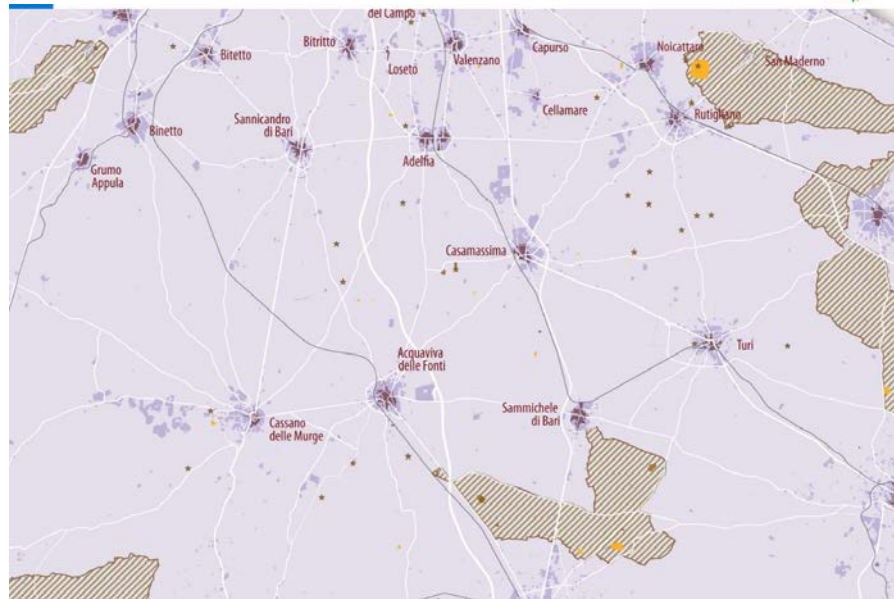 del Campo
Bitetto
Bitritto
Loseto
Valenzano
Capurso
Noicattaro
San Maderno
Binetto
Sannicandro
di Bari
Cellamare
Rutigliano
Adelfia
Grumo
Appula
Casamassima
Turi
Acquaviva
delle Fonti
Sammichele
di Bari
Cassano
delle Murge